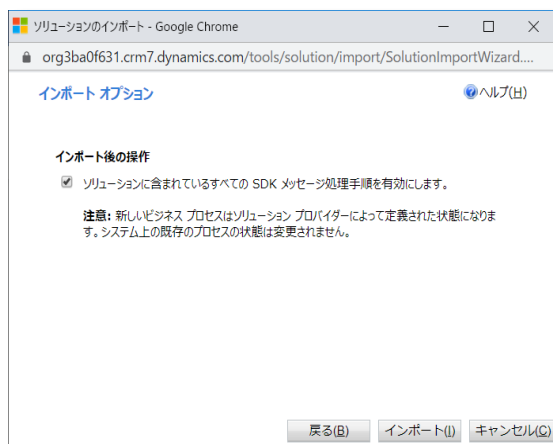 ソリューションのインポート - Google Chrome
org3ba0f631.crm7.dynamics.com/tools/solution/import/SolutionImportWizard....
インポート オプション
ヘルプ(H)
インポート後の操作
ソリューションに含まれているすべての SDK メッセージ処理手順を有効にします。
注意: 新しいビジネス プロセスはソリューション プロバイダーによって定義された状態になりま
す。システム上の既存のプロセスの状態は変更されません。
戻る(B) インポート(I) キャンセル(C)